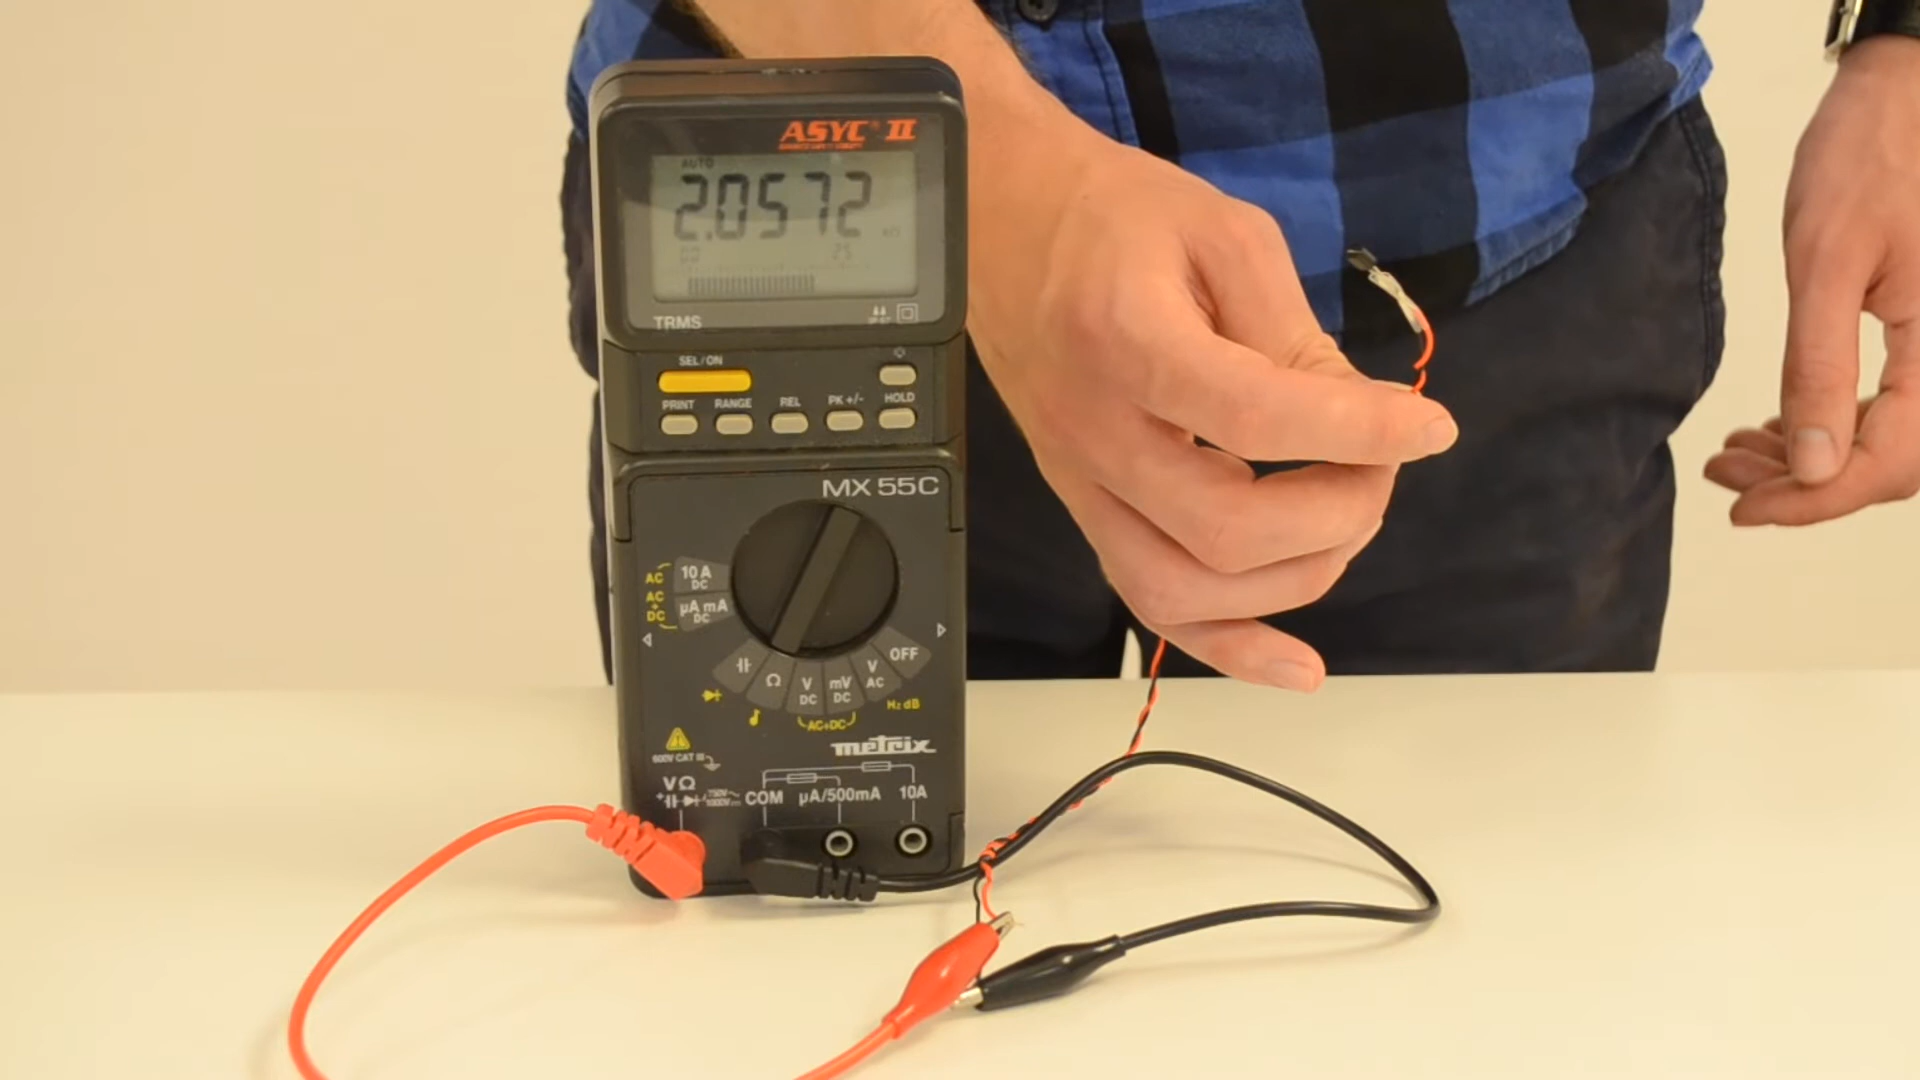 ASYC® II
AUTO
2.0572
TRMS
SEL/ON
PRINT RANGE REL PK +/- HOLD
MX 55C
AC 10 A DC
AC + DC µA mA DC
Ω V DC mV DC V AC OFF
AC+DC Hz dB
metrix
600V CAT III
VΩ
750V 1000V COM µA/500mA 10A